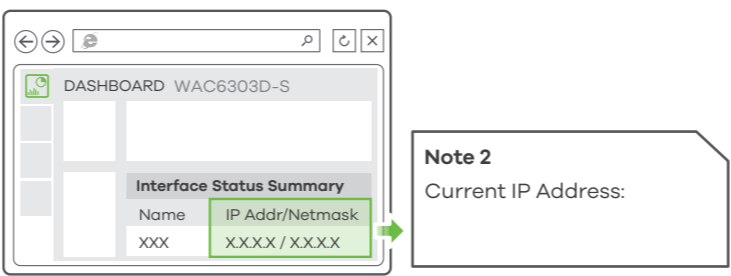 DASHBOARD WAC6303D-S
Interface Status Summary
Name IP Addr/Netmask
XXX X.X.X.X / X.X.X.X
Note 2
Current IP Address: